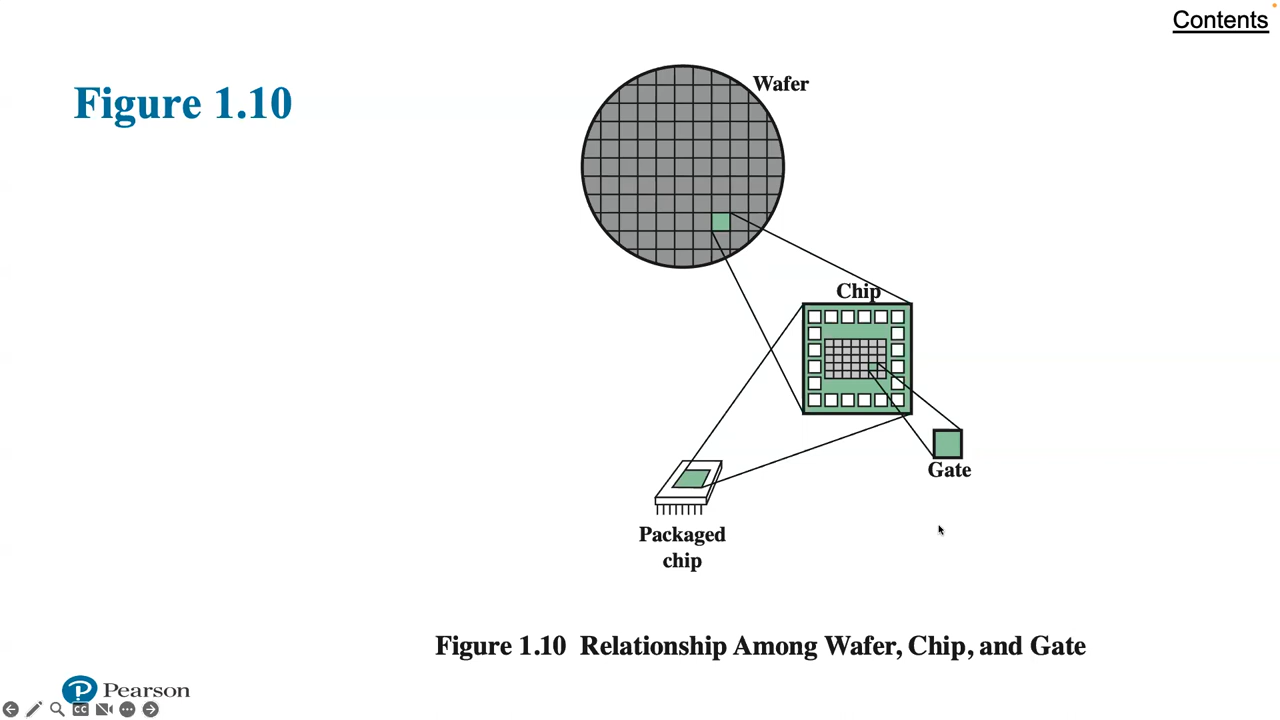 Contents
Figure 1.10
Wafer
Chip
Gate
Packaged
chip
Figure 1.10 Relationship Among Wafer, Chip, and Gate
P Pearson
CC